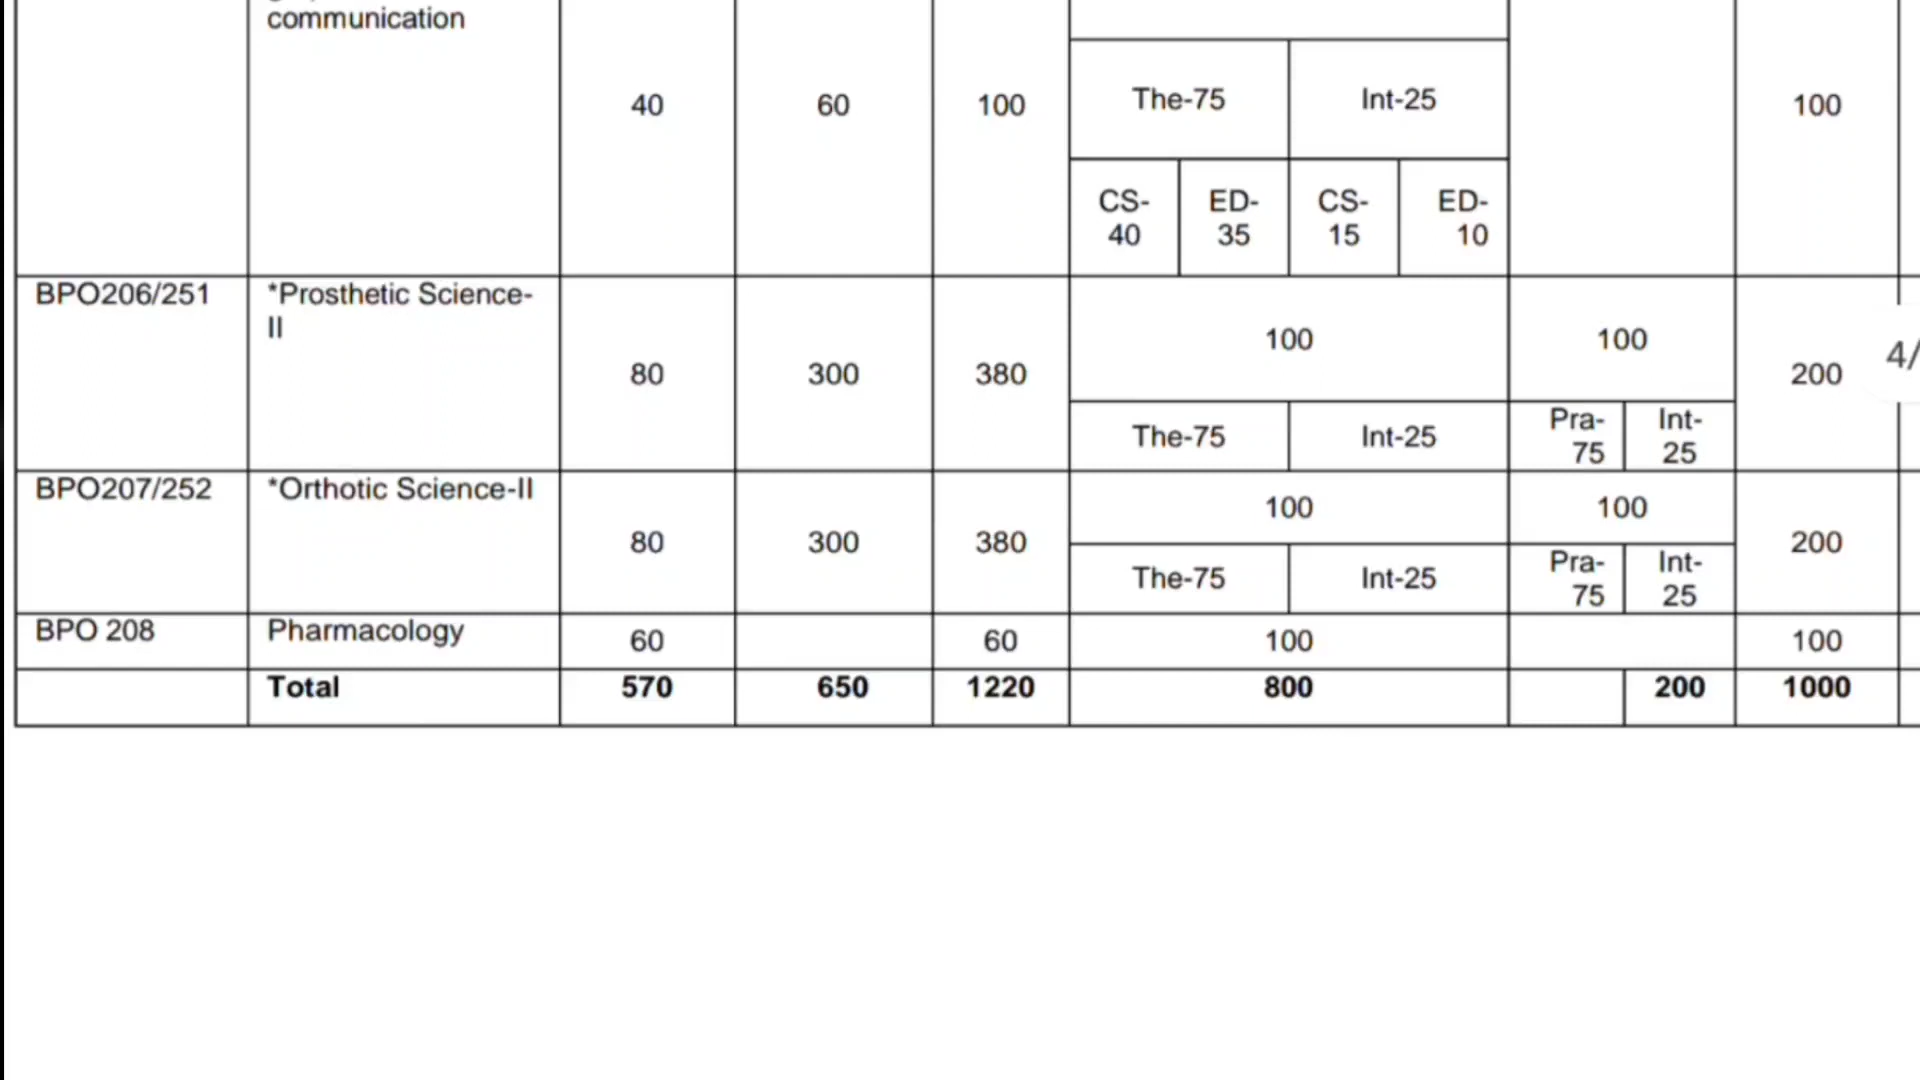 communication
40 60 100 The-75 Int-25 100
CS- ED- CS- ED-
40 35 15 10
BPO206/251 *Prosthetic Science-
II
80 300 380 100 100 200 4/
The-75 Int-25 Pra- Int-
75 25
BPO207/252 *Orthotic Science-II
80 300 380 100 100 200
The-75 Int-25 Pra- Int-
75 25
BPO 208 Pharmacology 60 60 100 100
Total 570 650 1220 800 200 1000